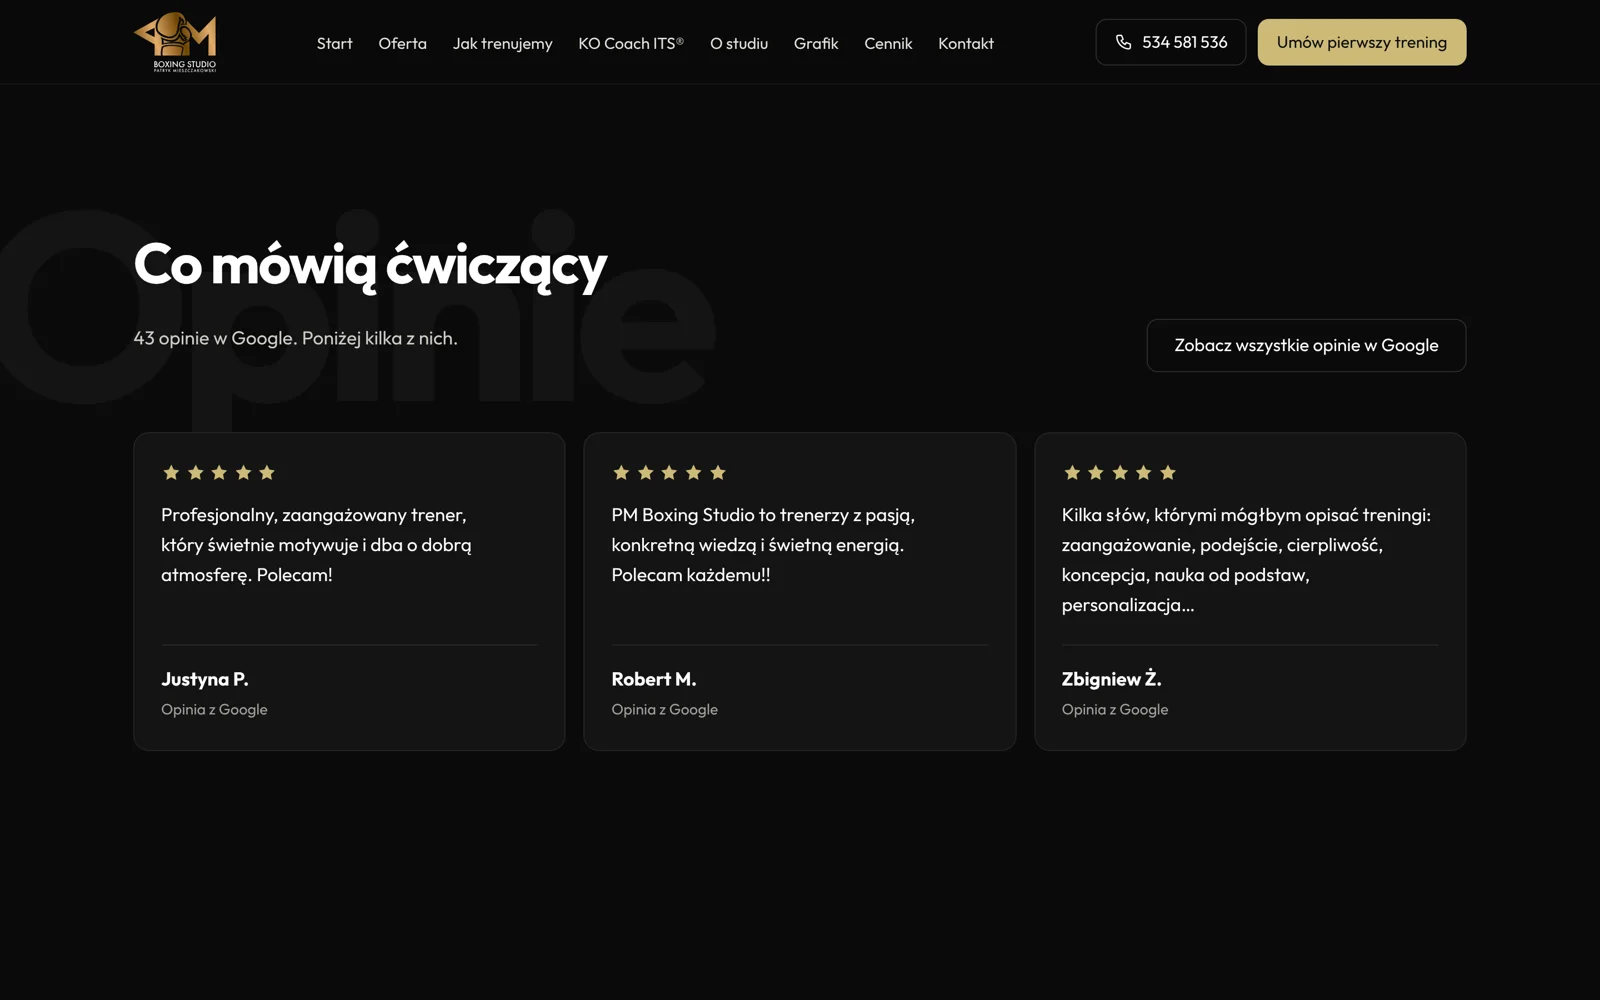 BOXING STUDIO
PATRYK MIESZCZAKOWSKI
Start
Oferta
Jak trenujemy
KO Coach ITS®
O studiu
Grafik
Cennik
Kontakt
534 581 536
Umów pierwszy trening
Opinie
Co mówią ćwiczący
43 opinie w Google. Poniżej kilka z nich.
Zobacz wszystkie opinie w Google
Profesjonalny, zaangażowany trener,
który świetnie motywuje i dba o dobrą
atmosferę. Polecam!
Justyna P.
Opinia z Google
PM Boxing Studio to trenerzy z pasją,
konkretną wiedzą i świetną energią.
Polecam każdemu!!
Robert M.
Opinia z Google
Kilka słów, którymi mógłbym opisać treningi:
zaangażowanie, podejście, cierpliwość,
koncepcja, nauka od podstaw,
personalizacja...
Zbigniew Ż.
Opinia z Google